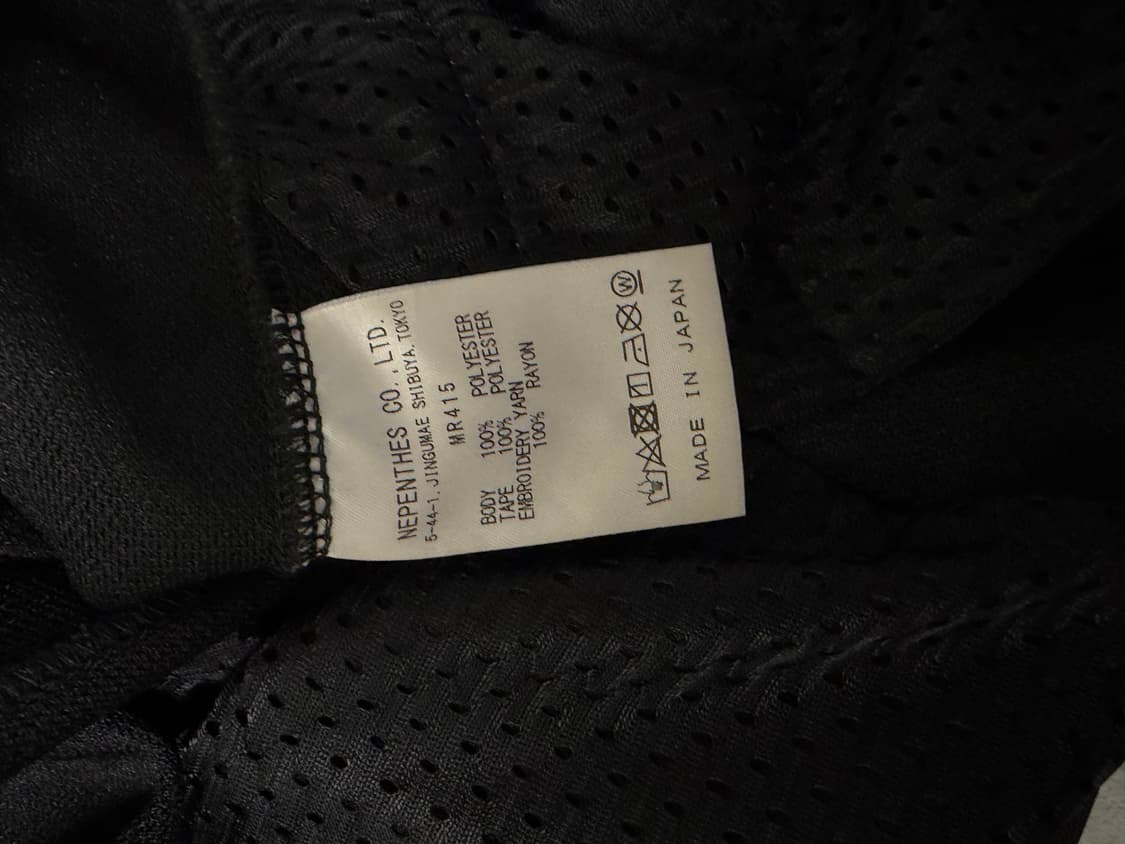 NEPENTHES CO., LTD.
5-44-1, JINGUMAE SHIBUYA, TOKYO
MR415
BODY 100% POLYESTER
TAPE 100% POLYESTER
EMBROIDERY YARN
100% RAYON
W
MADE IN JAPAN